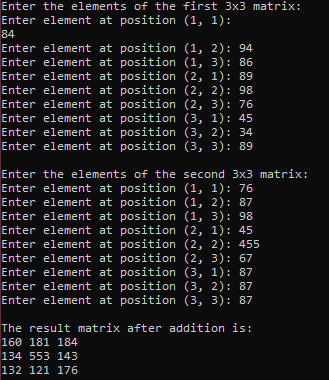 Enter the elements of the first 3x3 matrix:
Enter element at position (1, 1):
84
Enter element at position (1, 2): 94
Enter element at position (1, 3): 86
Enter element at position (2, 1): 89
Enter element at position (2, 2): 98
Enter element at position (2, 3): 76
Enter element at position (3, 1): 45
Enter element at position (3, 2): 34
Enter element at position (3, 3): 89

Enter the elements of the second 3x3 matrix:
Enter element at position (1, 1): 76
Enter element at position (1, 2): 87
Enter element at position (1, 3): 98
Enter element at position (2, 1): 45
Enter element at position (2, 2): 455
Enter element at position (2, 3): 67
Enter element at position (3, 1): 87
Enter element at position (3, 2): 87
Enter element at position (3, 3): 87

The result matrix after addition is:
160 181 184
134 553 143
132 121 176